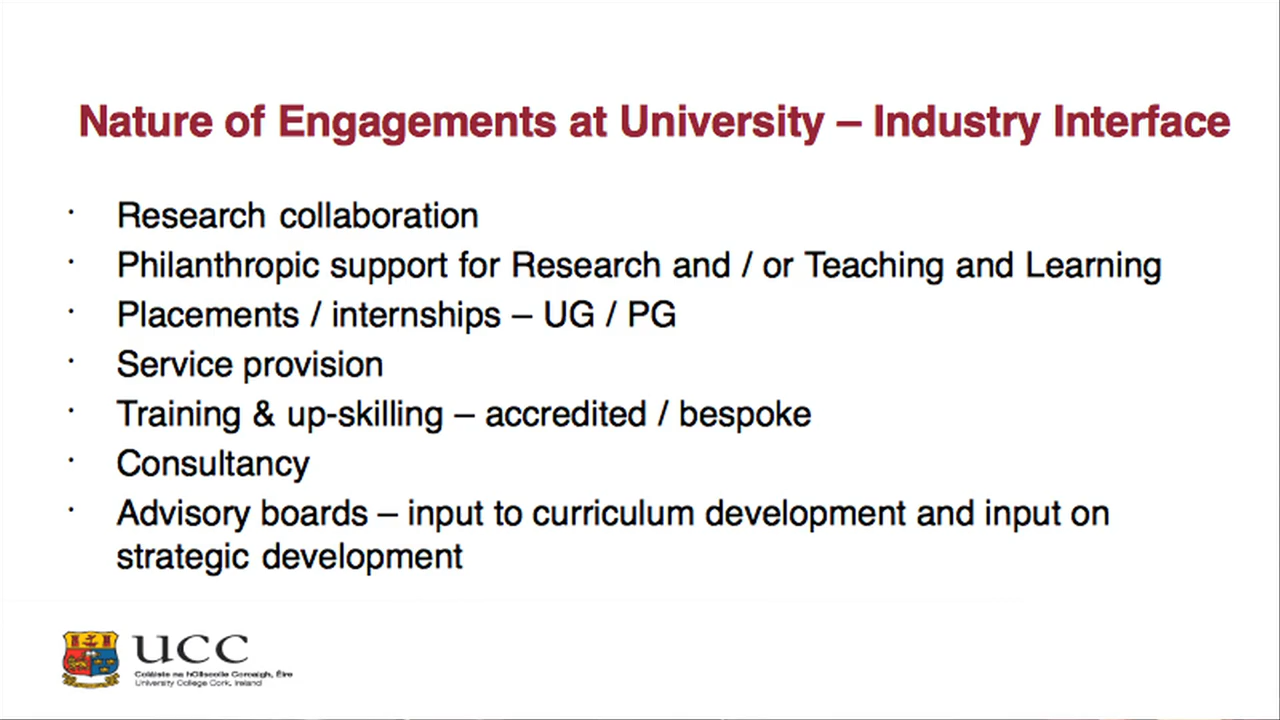 Nature of Engagements at University – Industry Interface
· Research collaboration
· Philanthropic support for Research and / or Teaching and Learning
· Placements / internships – UG / PG
· Service provision
· Training & up-skilling – accredited / bespoke
· Consultancy
· Advisory boards – input to curriculum development and input on
strategic development
UCC
Coláiste na hOllscoile Corcaigh, Éire
University College Cork, Ireland